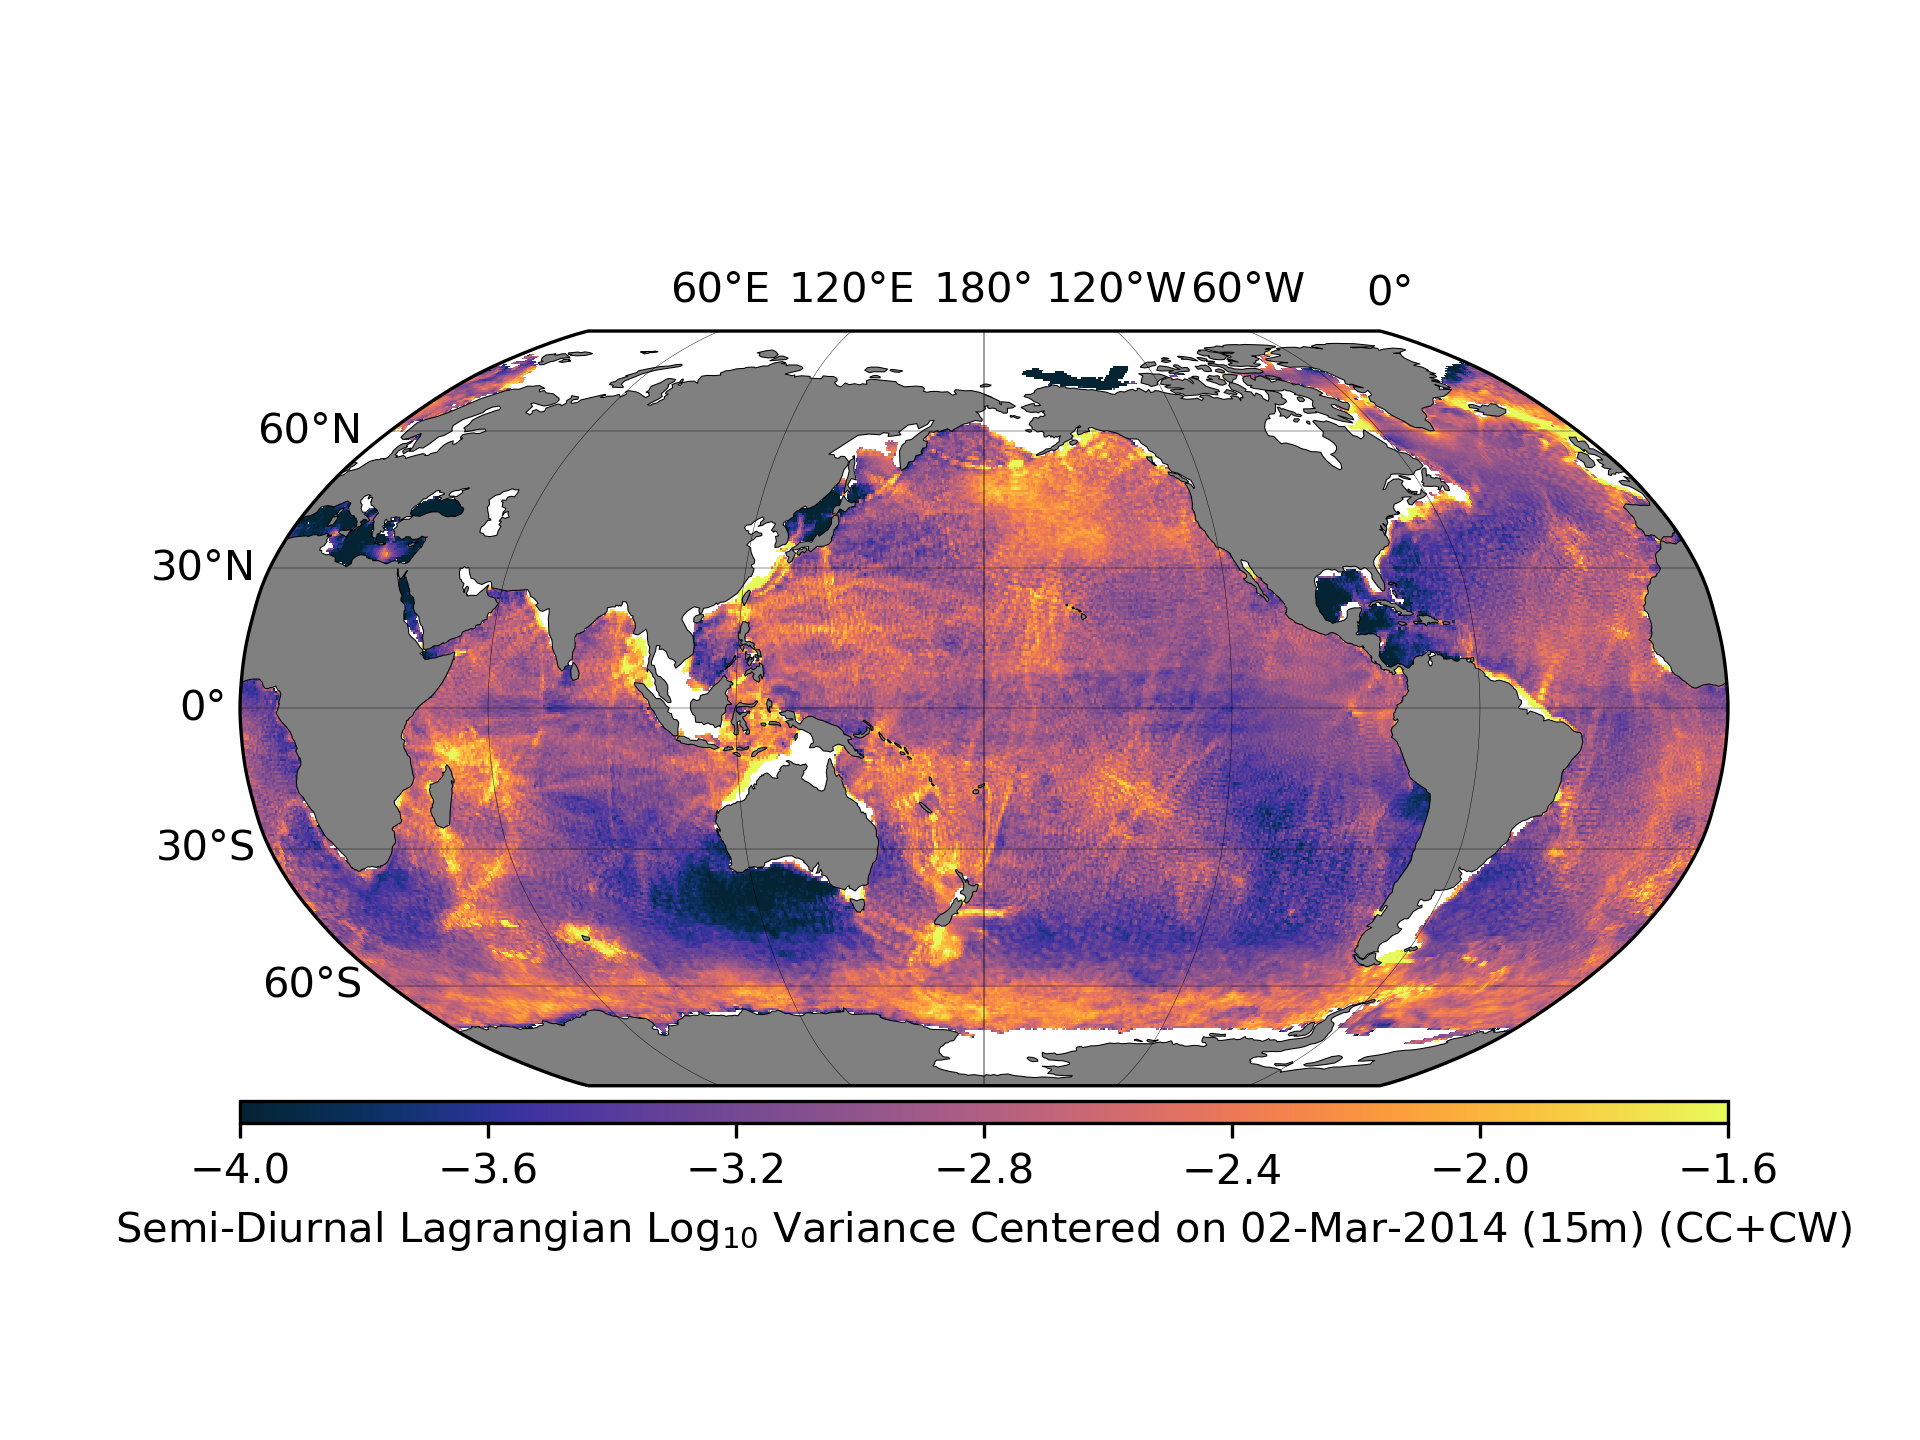 60°E 120°E 180° 120°W 60°W 0°
60°N
30°N
0°
30°S
60°S
−4.0 −3.6 −3.2 −2.8 −2.4 −2.0 −1.6
Semi-Diurnal Lagrangian Log₁₀ Variance Centered on 02-Mar-2014 (15m) (CC+CW)